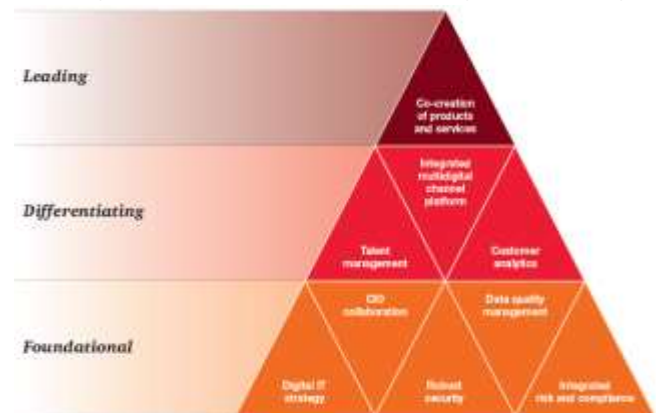 Leading
Co-creation
of products
and services
Differentiating
Integrated
multidigital
channel
platform
Talent
management
Customer
analytics
Foundational
CIO
collaboration
Data quality
management
Digital IT
strategy
Robust
security
Integrated
risk and compliance